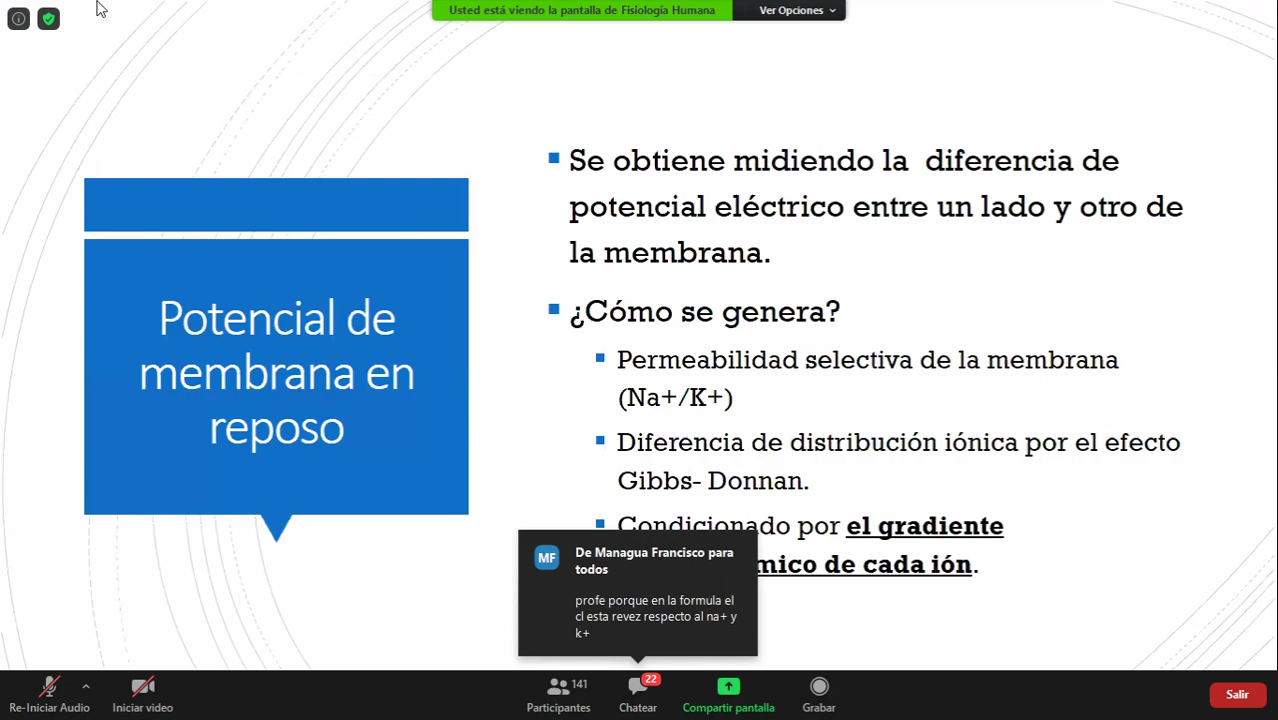 Usted está viendo la pantalla de Fisiología Humana
Ver Opciones
Potencial de
membrana en
reposo
Se obtiene midiendo la diferencia de
potencial eléctrico entre un lado y otro de
la membrana.
¿Cómo se genera?
Permeabilidad selectiva de la membrana
(Na+/K+)
Diferencia de distribución iónica por el efecto
Gibbs- Donnan.
Condicionado por el gradiente
mico de cada ión.
MF
De Managua Francisco para
todos
profe porque en la formula el
cl esta revez respecto al na+ y
k+
Re-Iniciar Audio
Iniciar video
141
Participantes
22
Chatear
Compartir pantalla
Grabar
Salir